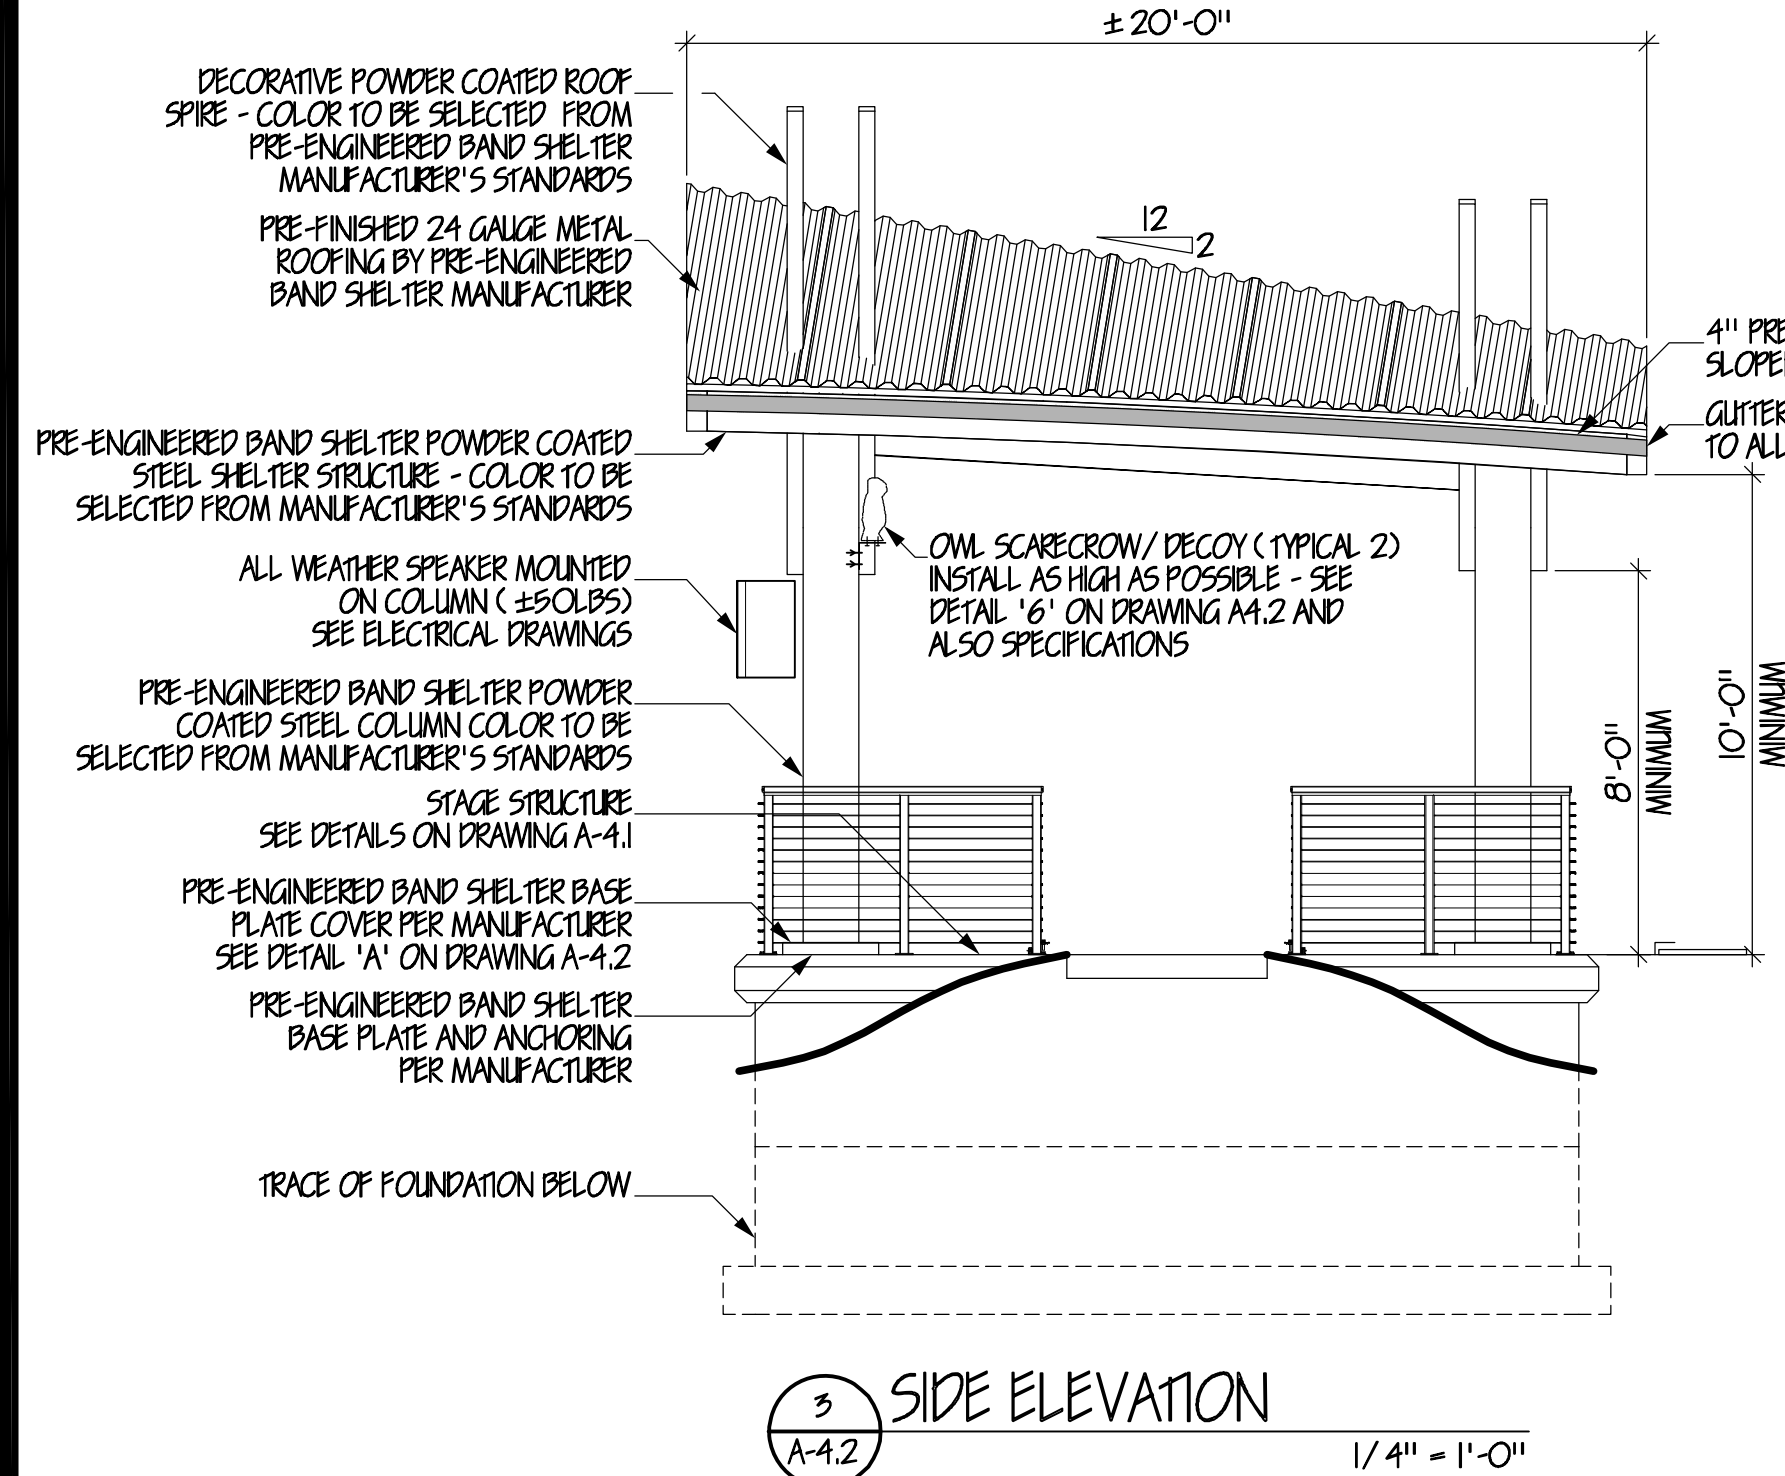 ±20'-0"
DECORATIVE POWDER COATED ROOF
SPIRE - COLOR TO BE SELECTED FROM
PRE-ENGINEERED BAND SHELTER
MANUFACTURER'S STANDARDS
PRE-FINISHED 24 GAUGE METAL
ROOFING BY PRE-ENGINEERED
BAND SHELTER MANUFACTURER
12
2
4" PRE
SLOPE
GUTTER
TO ALL
PRE-ENGINEERED BAND SHELTER POWDER COATED
STEEL SHELTER STRUCTURE - COLOR TO BE
SELECTED FROM MANUFACTURER'S STANDARDS
OWL SCARECROW/ DECOY ( TYPICAL 2)
INSTALL AS HIGH AS POSSIBLE - SEE
DETAIL '6' ON DRAWING A4.2 AND
ALSO SPECIFICATIONS
ALL WEATHER SPEAKER MOUNTED
ON COLUMN ( ±50LBS)
SEE ELECTRICAL DRAWINGS
PRE-ENGINEERED BAND SHELTER POWDER
COATED STEEL COLUMN COLOR TO BE
SELECTED FROM MANUFACTURER'S STANDARDS
8'-0"
MINIMUM
10'-0"
MINIMUM
STAGE STRUCTURE
SEE DETAILS ON DRAWING A-4.1
PRE-ENGINEERED BAND SHELTER BASE
PLATE COVER PER MANUFACTURER
SEE DETAIL 'A' ON DRAWING A-4.2
PRE-ENGINEERED BAND SHELTER
BASE PLATE AND ANCHORING
PER MANUFACTURER
TRACE OF FOUNDATION BELOW
3
A-4.2
SIDE ELEVATION
1/4" = 1'-0"